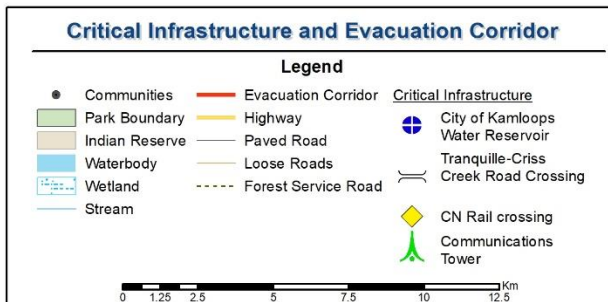 Critical Infrastructure and Evacuation Corridor
Legend
Communities
Park Boundary
Indian Reserve
Waterbody
Wetland
Stream
Evacuation Corridor
Highway
Paved Road
Loose Roads
Forest Service Road
Critical Infrastructure
City of Kamloops
Water Reservoir
Tranquille-Criss
Creek Road Crossing
CN Rail crossing
Communications
Tower
Km
0 1.25 2.5 5 7.5 10 12.5